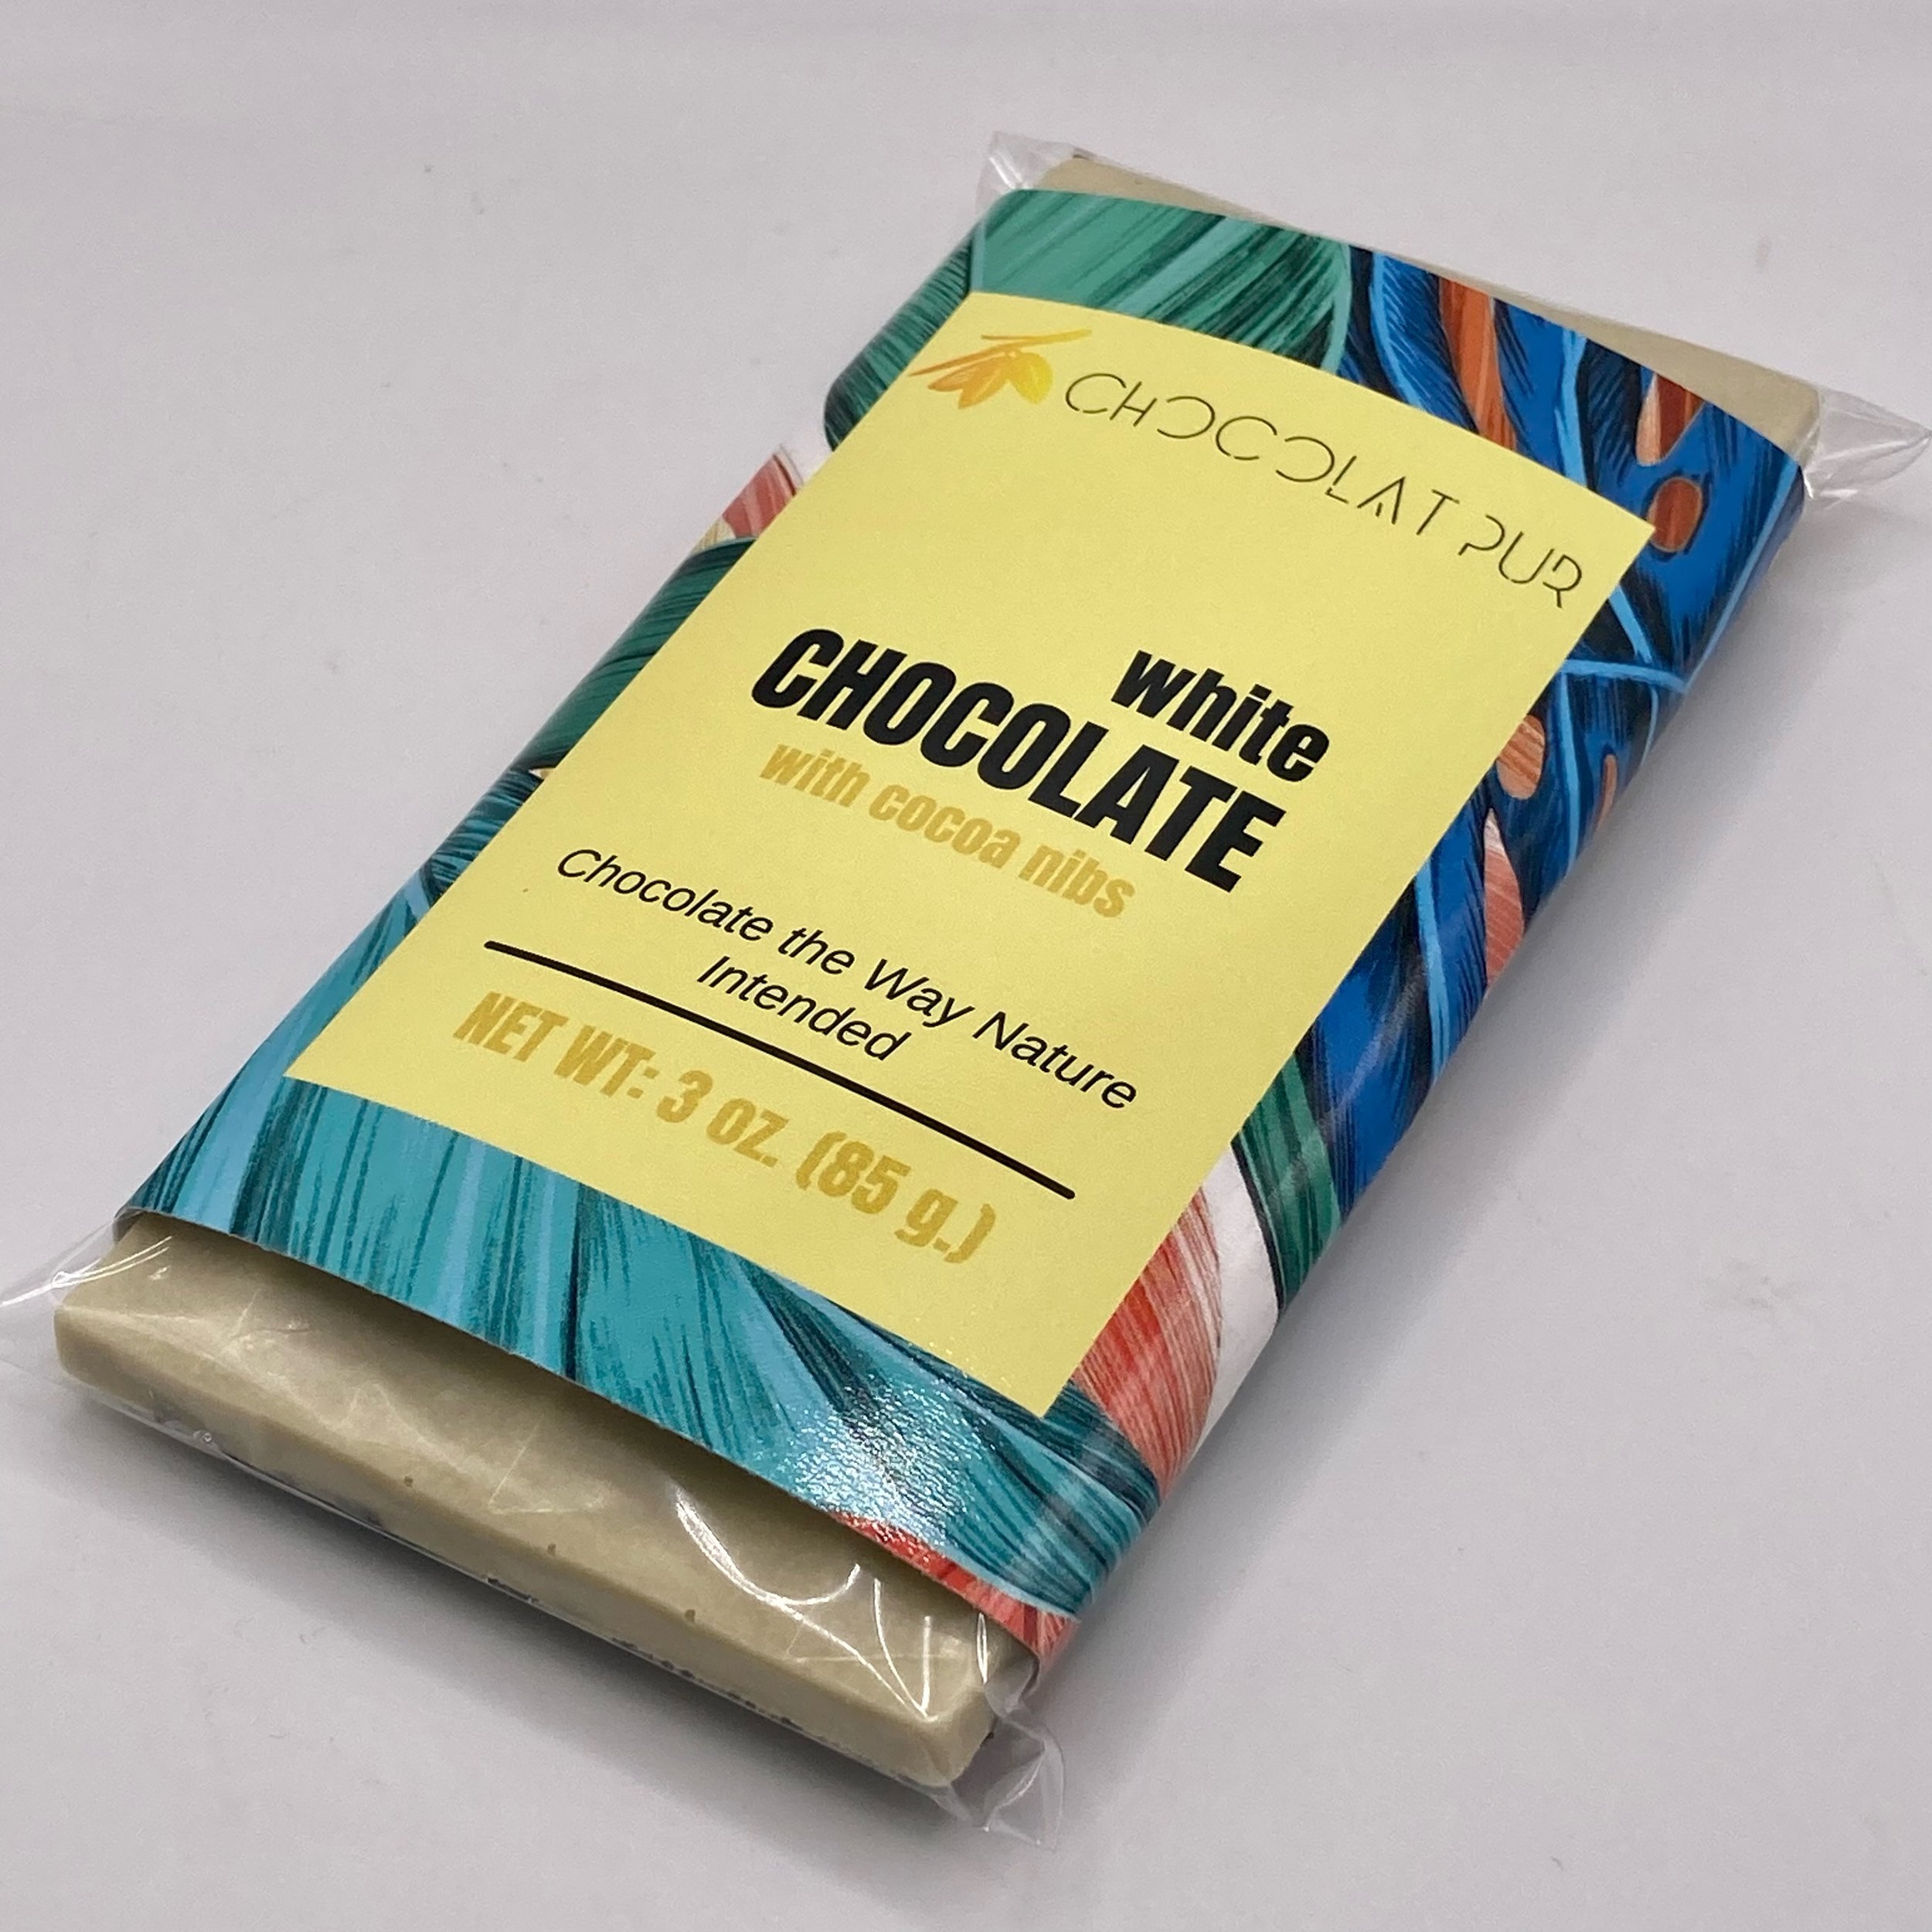 CHOCOLAT PUR
white
CHOCOLATE
with cocoa nibs
Chocolate the Way Nature
Intended
NET WT: 3 oz. (85 g.)